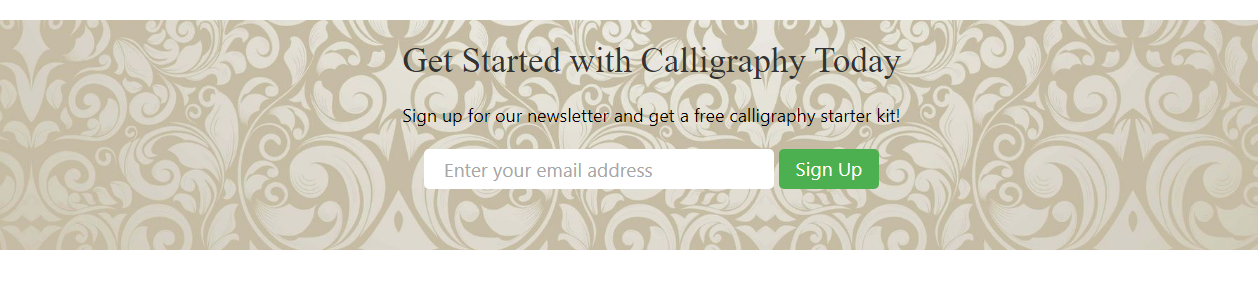 Get Started with Calligraphy Today
Sign up for our newsletter and get a free calligraphy starter kit!
Enter your email address
Sign Up